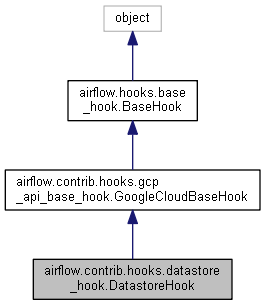 object
airflow.hooks.base
_hook.BaseHook
airflow.contrib.hooks.gcp
_api_base_hook.GoogleCloudBaseHook
airflow.contrib.hooks.datastore
_hook.DatastoreHook